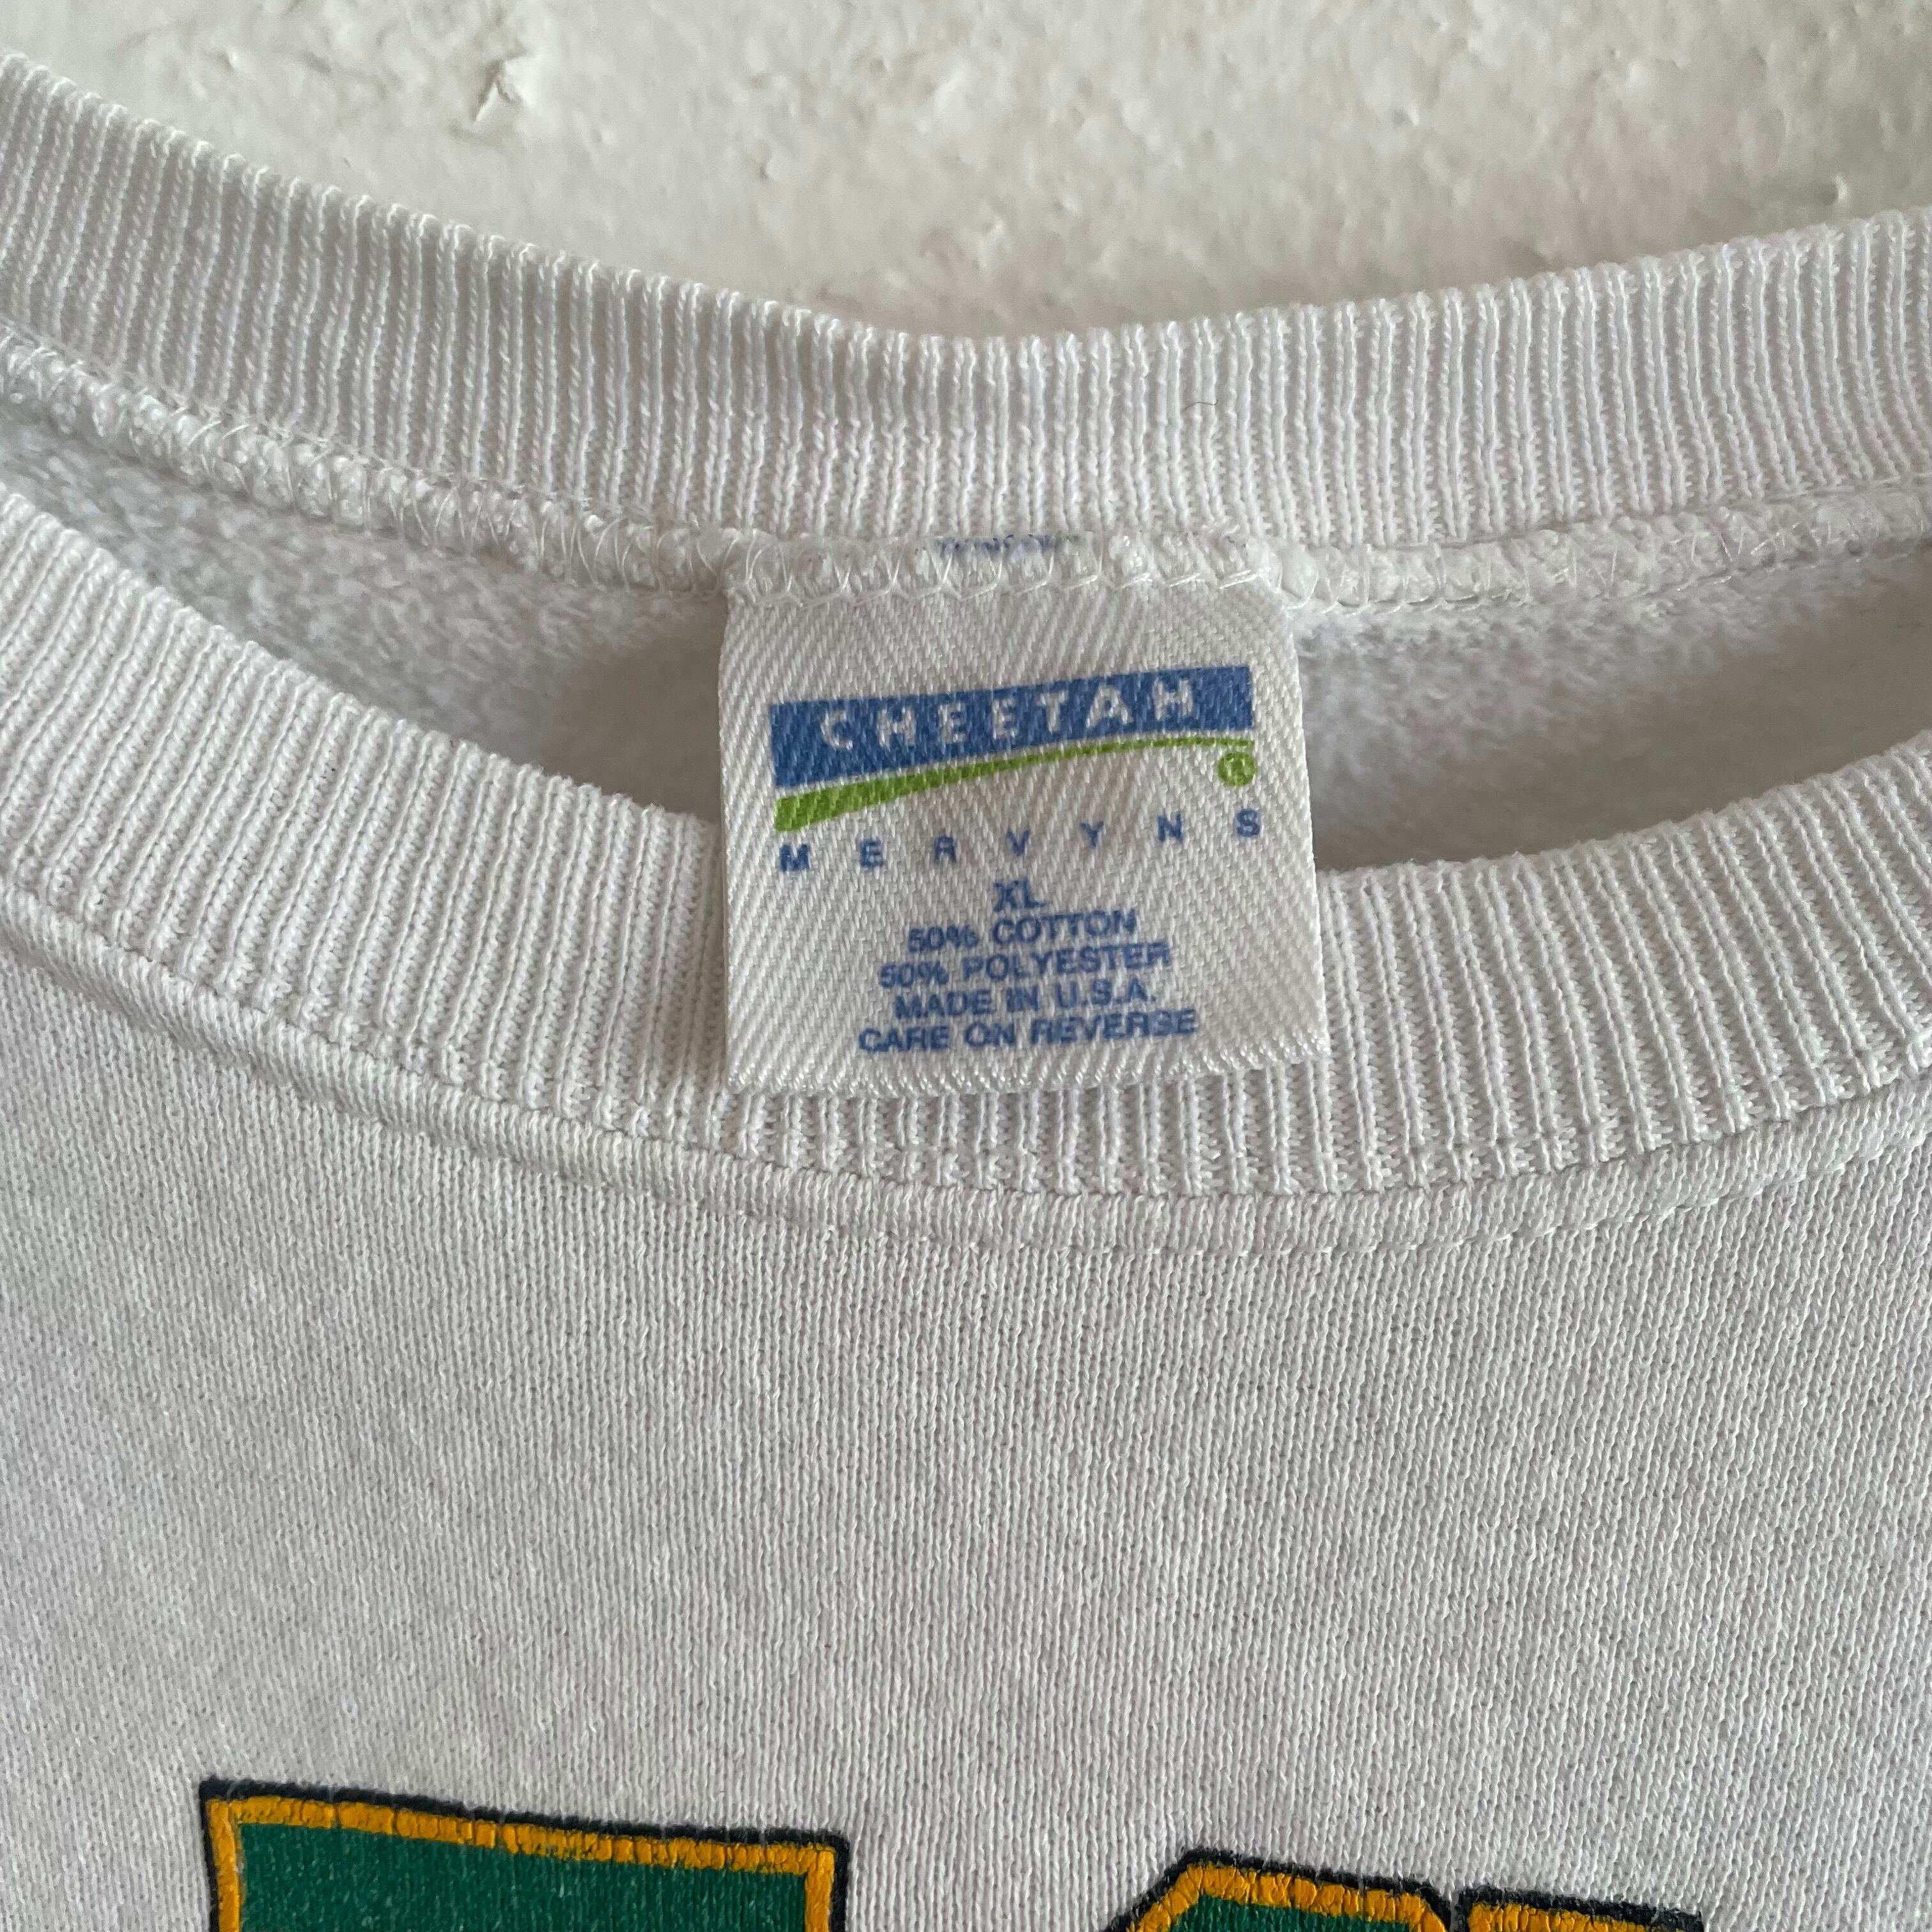 CHEETAH
®
MERVYNS
XL
50% COTTON
50% POLYESTER
MADE IN U.S.A.
CARE ON REVERSE